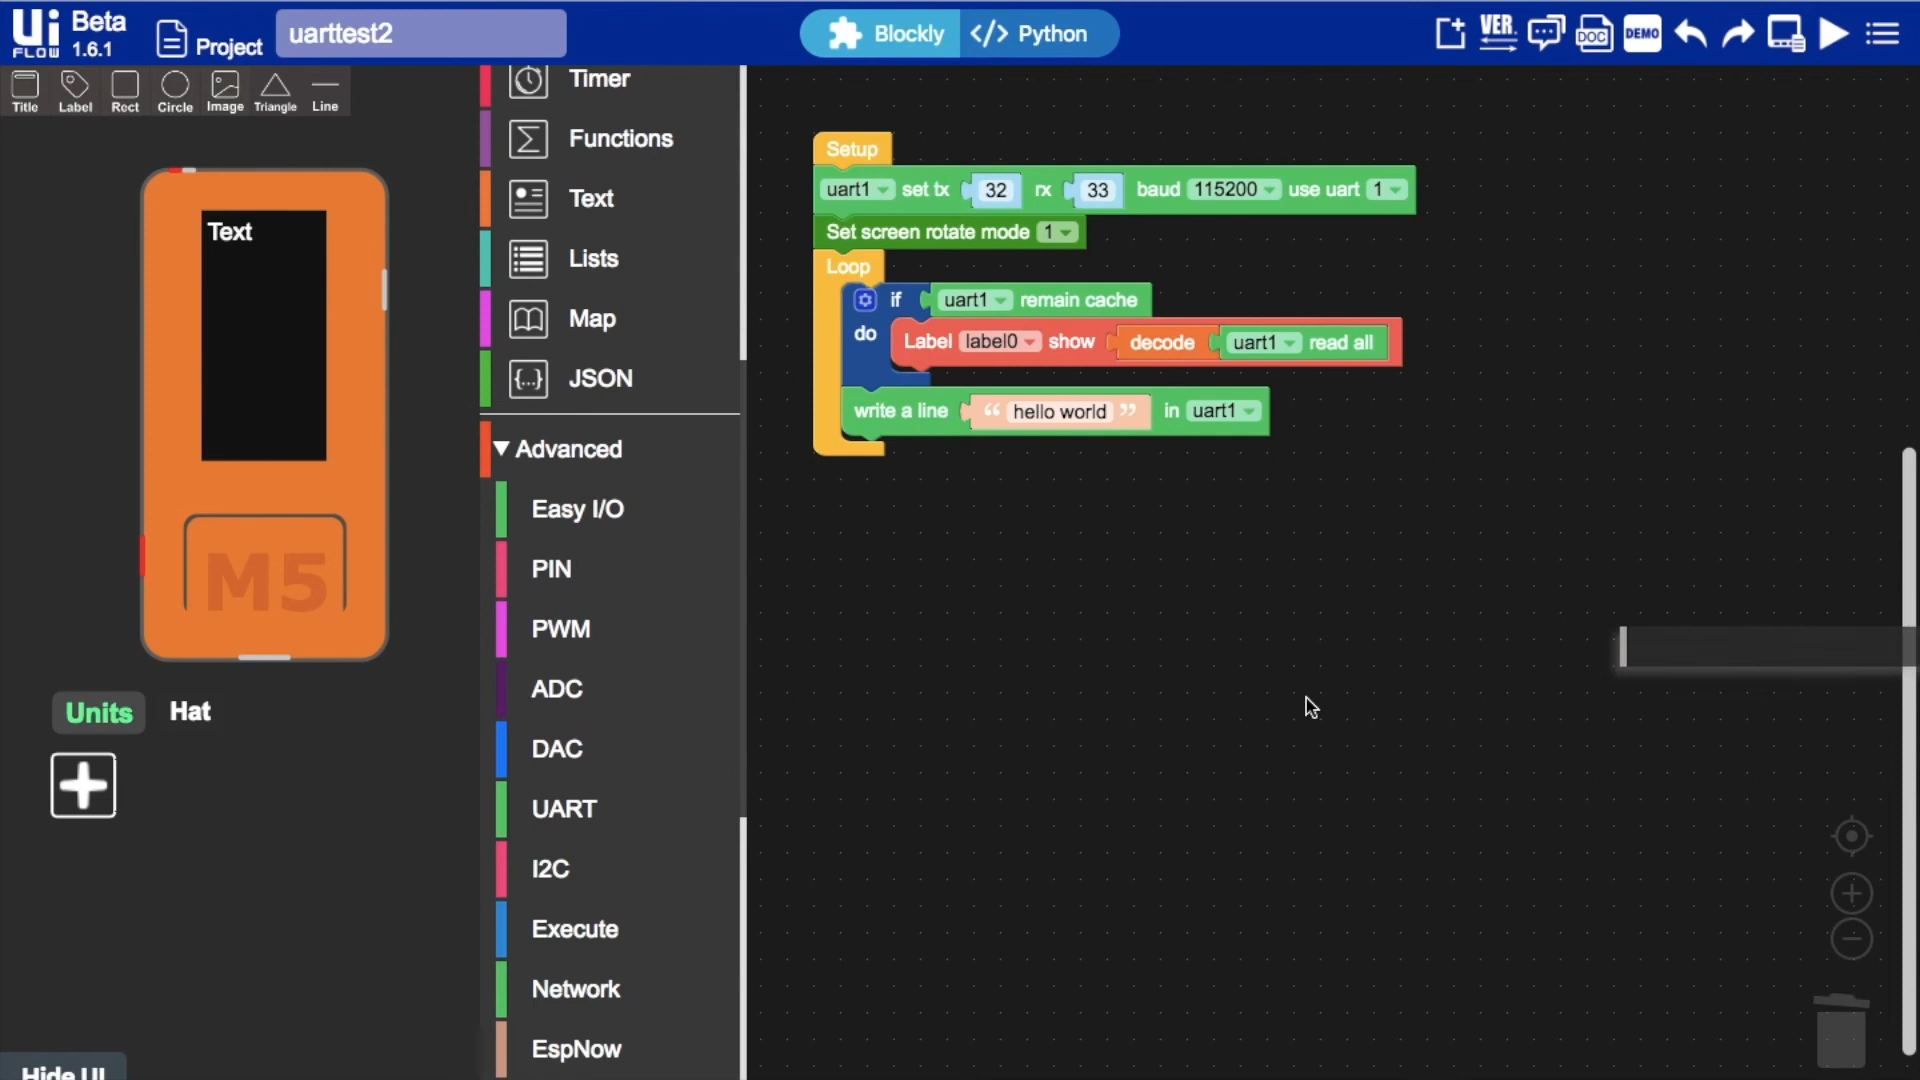 Ui FLOW Beta 1.6.1
Project
uarttest2
Blockly
</> Python
VER.
DOC
DEMO
Title
Label
Rect
Circle
Image
Triangle
Line
Text
M5
Units
Hat
Hide UI
Timer
Functions
Text
Lists
Map
{...} JSON
Advanced
Easy I/O
PIN
PWM
ADC
DAC
UART
I2C
Execute
Network
EspNow
Setup
uart1 set tx 32 rx 33 baud 115200 use uart 1
Set screen rotate mode 1
Loop
if uart1 remain cache
do Label label0 show decode uart1 read all
write a line “ hello world ” in uart1